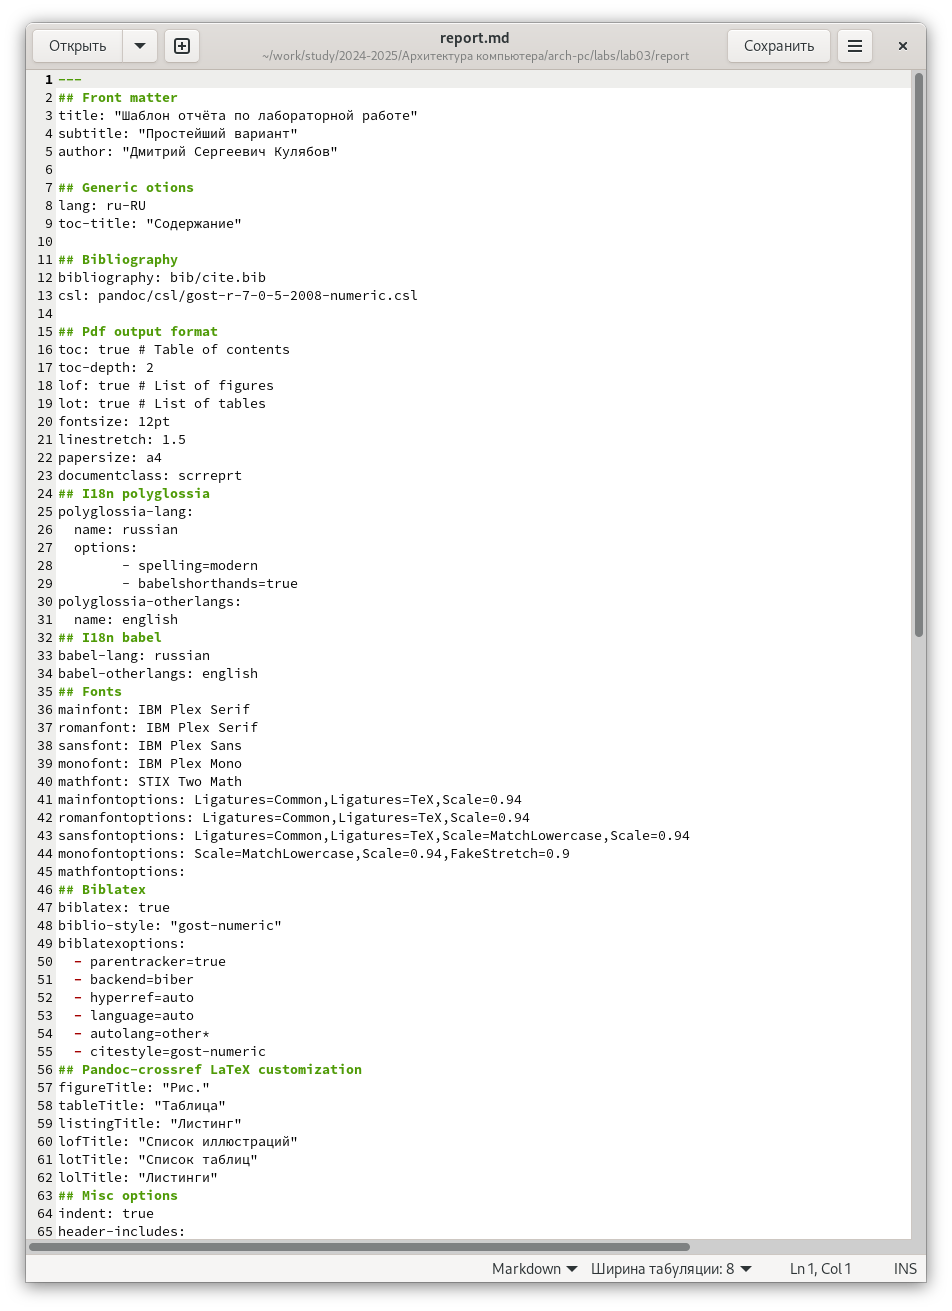 Открыть
report.md
~/work/study/2024-2025/Архитектура компьютера/arch-pc/labs/lab03/report
Сохранить
1 ---
2 ## Front matter
3 title: "Шаблон отчёта по лабораторной работе"
4 subtitle: "Простейший вариант"
5 author: "Дмитрий Сергеевич Кулябов"
6
7 ## Generic otions
8 lang: ru-RU
9 toc-title: "Содержание"
10
11 ## Bibliography
12 bibliography: bib/cite.bib
13 csl: pandoc/csl/gost-r-7-0-5-2008-numeric.csl
14
15 ## Pdf output format
16 toc: true # Table of contents
17 toc-depth: 2
18 lof: true # List of figures
19 lot: true # List of tables
20 fontsize: 12pt
21 linestretch: 1.5
22 papersize: a4
23 documentclass: scrreprt
24 ## I18n polyglossia
25 polyglossia-lang:
26   name: russian
27   options:
28         - spelling=modern
29         - babelshorthands=true
30 polyglossia-otherlangs:
31   name: english
32 ## I18n babel
33 babel-lang: russian
34 babel-otherlangs: english
35 ## Fonts
36 mainfont: IBM Plex Serif
37 romanfont: IBM Plex Serif
38 sansfont: IBM Plex Sans
39 monofont: IBM Plex Mono
40 mathfont: STIX Two Math
41 mainfontoptions: Ligatures=Common,Ligatures=TeX,Scale=0.94
42 romanfontoptions: Ligatures=Common,Ligatures=TeX,Scale=0.94
43 sansfontoptions: Ligatures=Common,Ligatures=TeX,Scale=MatchLowercase,Scale=0.94
44 monofontoptions: Scale=MatchLowercase,Scale=0.94,FakeStretch=0.9
45 mathfontoptions:
46 ## Biblatex
47 biblatex: true
48 biblio-style: "gost-numeric"
49 biblatexoptions:
50   - parentracker=true
51   - backend=biber
52   - hyperref=auto
53   - language=auto
54   - autolang=other*
55   - citestyle=gost-numeric
56 ## Pandoc-crossref LaTeX customization
57 figureTitle: "Рис."
58 tableTitle: "Таблица"
59 listingTitle: "Листинг"
60 lofTitle: "Список иллюстраций"
61 lotTitle: "Список таблиц"
62 lolTitle: "Листинги"
63 ## Misc options
64 indent: true
65 header-includes:
Markdown Ширина табуляции: 8 Ln 1, Col 1 INS